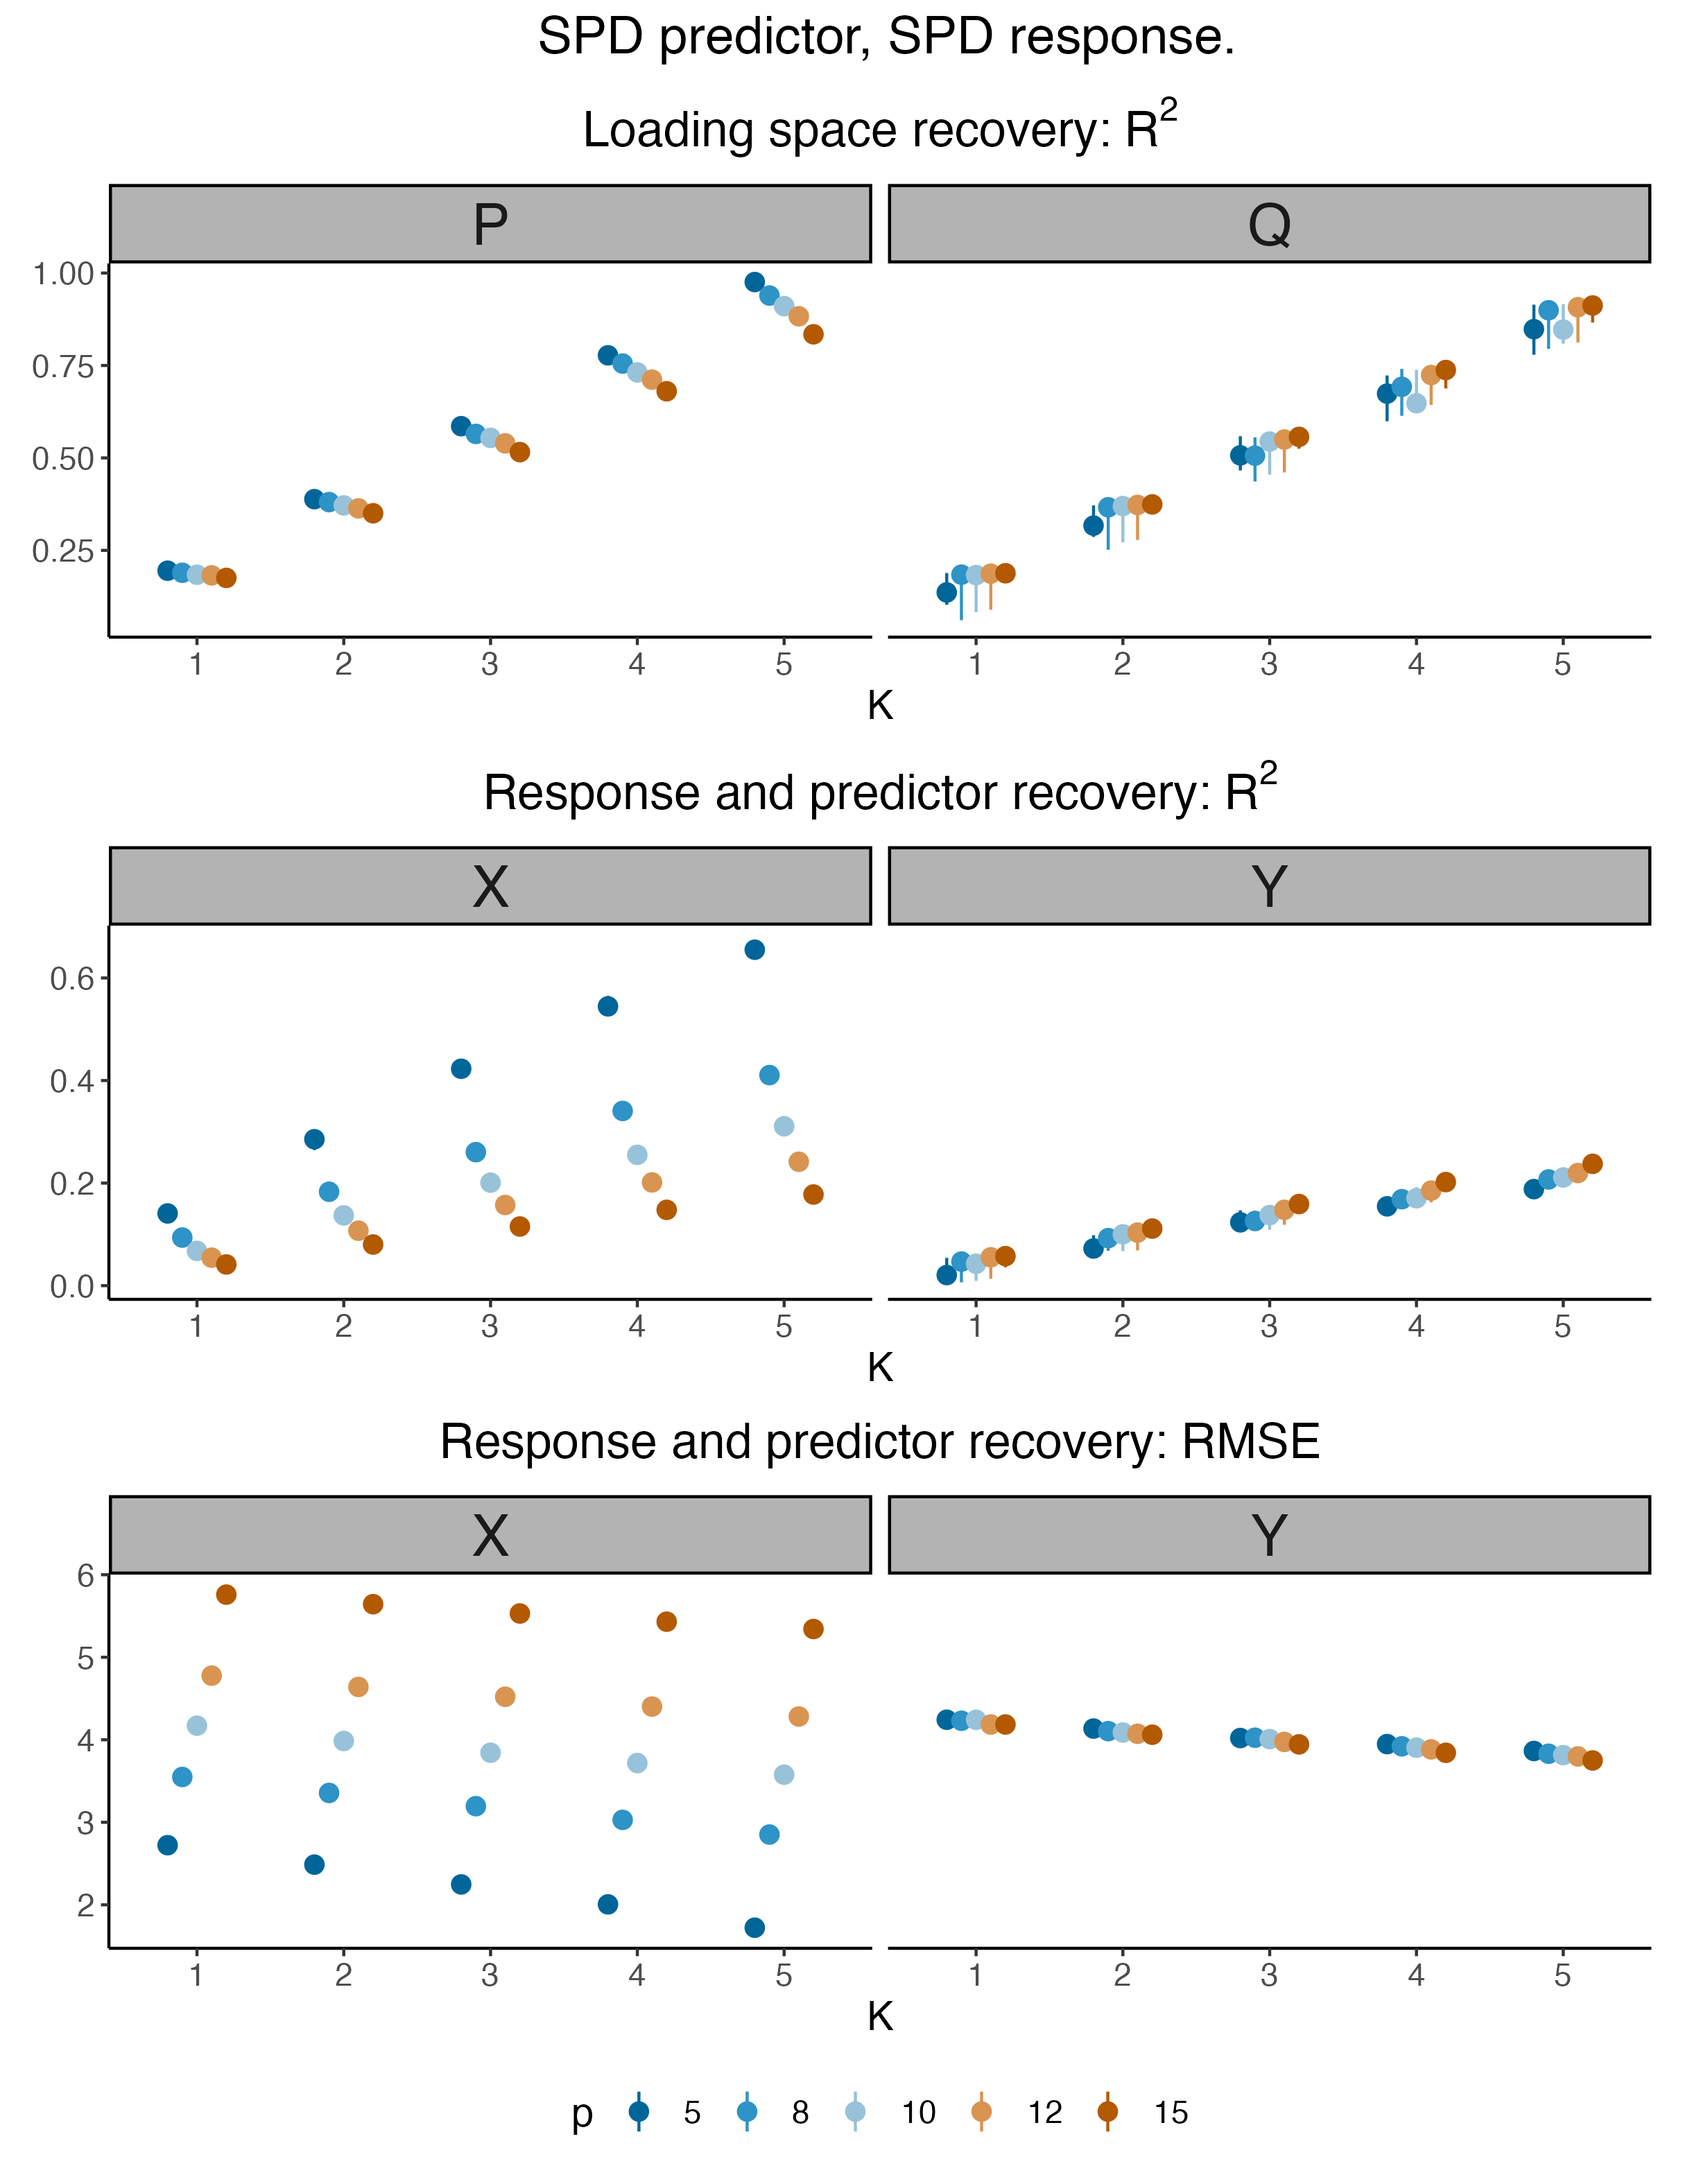 SPD predictor, SPD response.
Loading space recovery: R²
P
Q
1.00
0.75
0.50
0.25
1 2 3 4 5 1 2 3 4 5
K
Response and predictor recovery: R²
X
Y
0.6
0.4
0.2
0.0
1 2 3 4 5 1 2 3 4 5
K
Response and predictor recovery: RMSE
X
Y
6
5
4
3
2
1 2 3 4 5 1 2 3 4 5
K
p 5 8 10 12 15